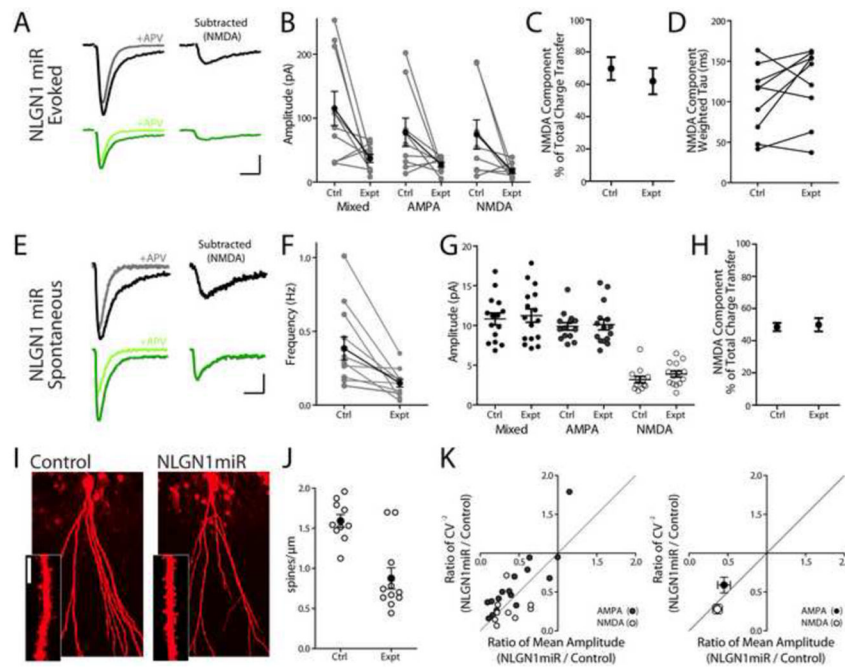 A
NLGN1 miR
Evoked
+APV
Subtracted
(NMDA)
+APV
B
Amplitude (pA)
200
100
0
Ctrl Expt Ctrl Expt Ctrl Expt
Mixed AMPA NMDA
C
NMDA Component
% of Total Charge Transfer
100
80
60
40
20
0
Ctrl Expt
D
NMDA Component
Weighted Tau (ms)
200
150
100
50
0
Ctrl Expt
E
NLGN1 miR
Spontaneous
+APV
Subtracted
(NMDA)
+APV
F
Frequency (Hz)
1.0
0.5
0.0
Ctrl Expt
G
Amplitude (pA)
20
15
10
5
0
Ctrl Expt Ctrl Expt Ctrl Expt
Mixed AMPA NMDA
H
NMDA Component
% of Total Charge Transfer
100
80
60
40
20
0
Ctrl Expt
I
Control NLGN1miR
J
spines/μm
2.0
1.5
1.0
0.5
0.0
Ctrl Expt
K
Ratio of CV⁻²
(NLGN1miR / Control)
2.0
1.5
0.5
0.0
0.0 0.5 1.5 2.0
AMPA (●)
NMDA (○)
Ratio of Mean Amplitude
(NLGN1miR / Control)
Ratio of CV⁻²
(NLGN1miR / Control)
2.0
1.5
0.5
0.0
0.0 0.5 1.5 2.0
AMPA (●)
NMDA (○)
Ratio of Mean Amplitude
(NLGN1miR / Control)